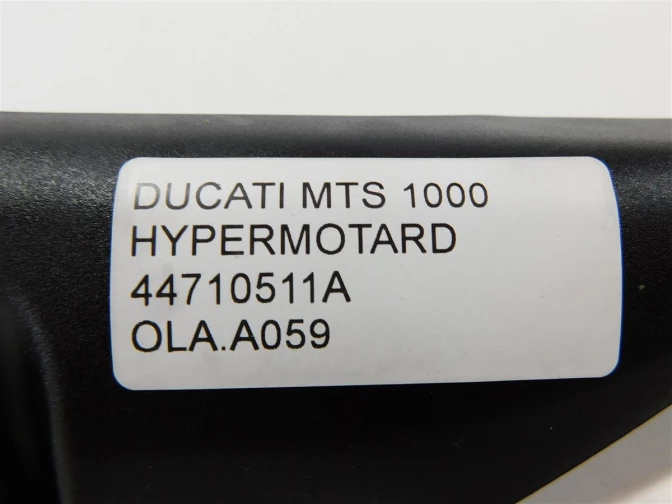 DUCATI MTS 1000
HYPERMOTARD
44710511A
OLA.A059